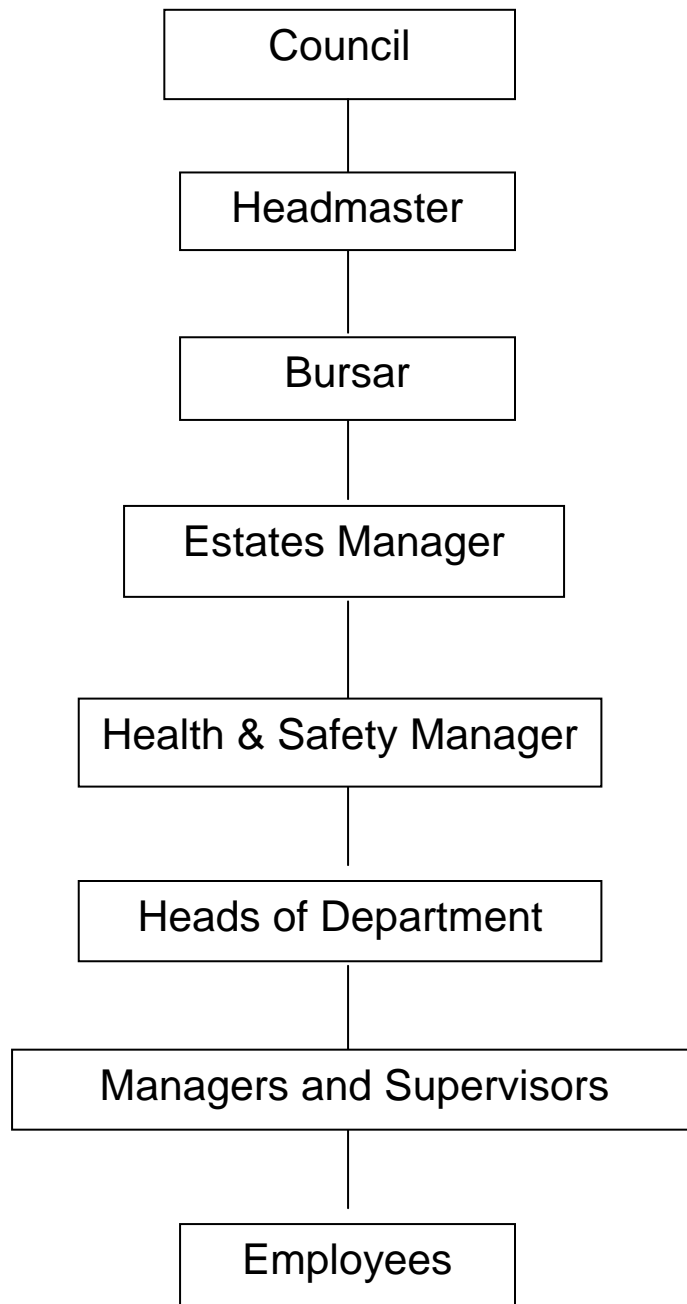 Council
Headmaster
Bursar
Estates Manager
Health & Safety Manager
Heads of Department
Managers and Supervisors
Employees